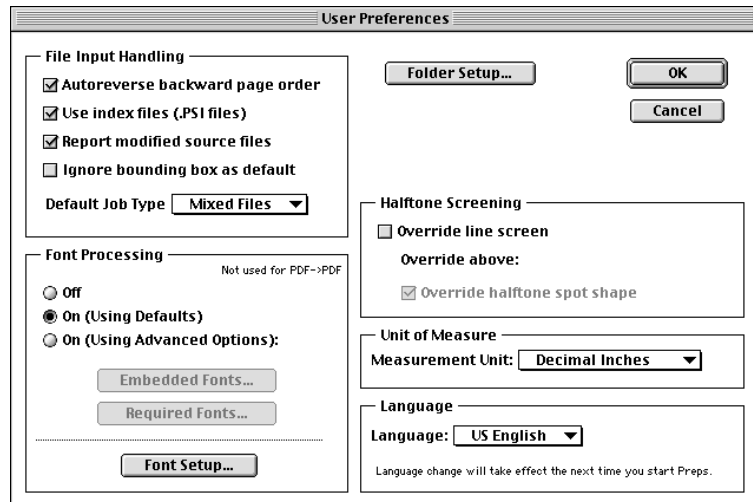 User Preferences
File Input Handling
Autoreverse backward page order
Use index files (.PSI files)
Report modified source files
Ignore bounding box as default
Default Job Type Mixed Files
Font Processing
Not used for PDF->PDF
Off
On (Using Defaults)
On (Using Advanced Options):
Embedded Fonts...
Required Fonts...
Font Setup...
Folder Setup...
OK
Cancel
Halftone Screening
Override line screen
Override above:
Override halftone spot shape
Unit of Measure
Measurement Unit: Decimal Inches
Language
Language: US English
Language change will take effect the next time you start Preps.